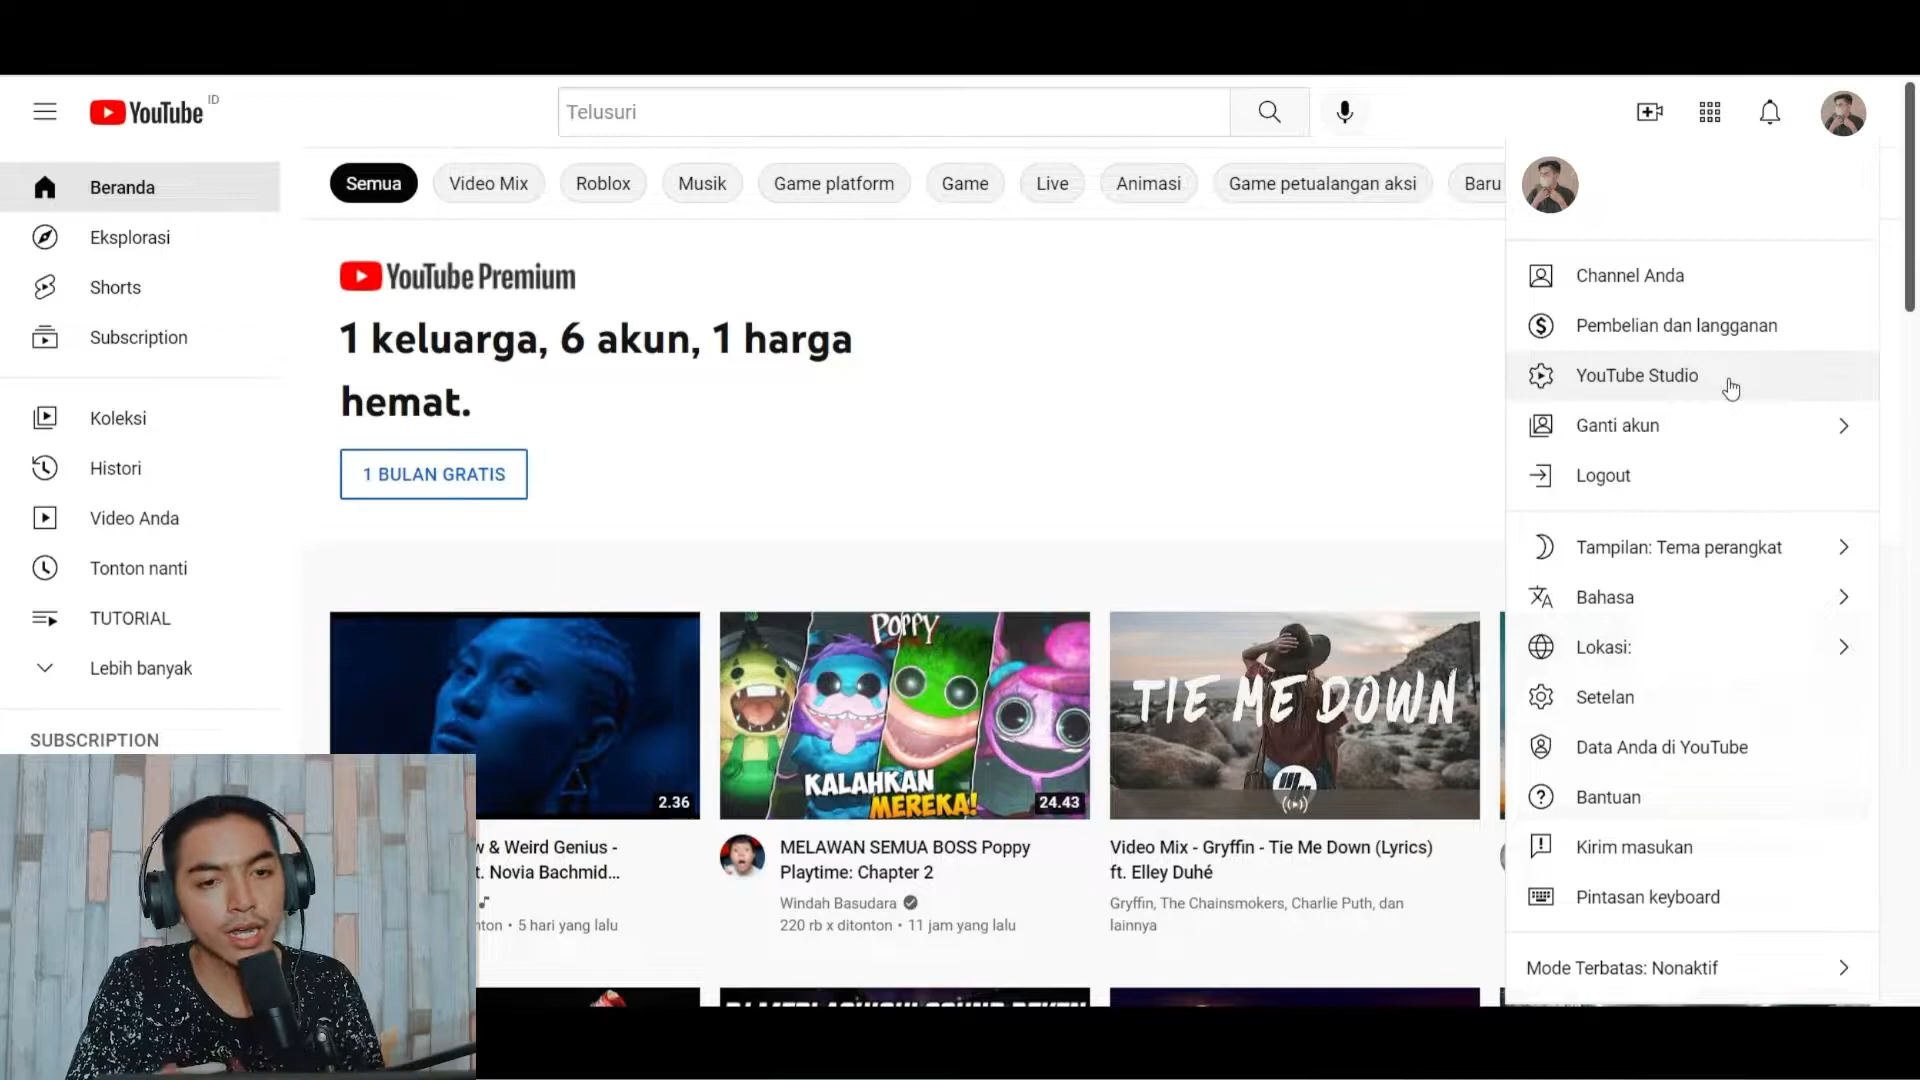 YouTube ID
Telusuri
Beranda
Eksplorasi
Shorts
Subscription
Koleksi
Histori
Video Anda
Tonton nanti
TUTORIAL
Lebih banyak
SUBSCRIPTION
Semua
Video Mix
Roblox
Musik
Game platform
Game
Live
Animasi
Game petualangan aksi
Baru
YouTube Premium
1 keluarga, 6 akun, 1 harga
hemat.
1 BULAN GRATIS
2.36
w & Weird Genius -
t. Novia Bachmid...
nton • 5 hari yang lalu
POPPY
KALAHKAN
MEREKA!
24.43
MELAWAN SEMUA BOSS Poppy
Playtime: Chapter 2
Windah Basudara
220 rb x ditonton • 11 jam yang lalu
TIE ME DOWN
Video Mix - Gryffin - Tie Me Down (Lyrics)
ft. Elley Duhé
Gryffin, The Chainsmokers, Charlie Puth, dan
lainnya
Channel Anda
Pembelian dan langganan
YouTube Studio
Ganti akun
Logout
Tampilan: Tema perangkat
Bahasa
Lokasi:
Setelan
Data Anda di YouTube
Bantuan
Kirim masukan
Pintasan keyboard
Mode Terbatas: Nonaktif